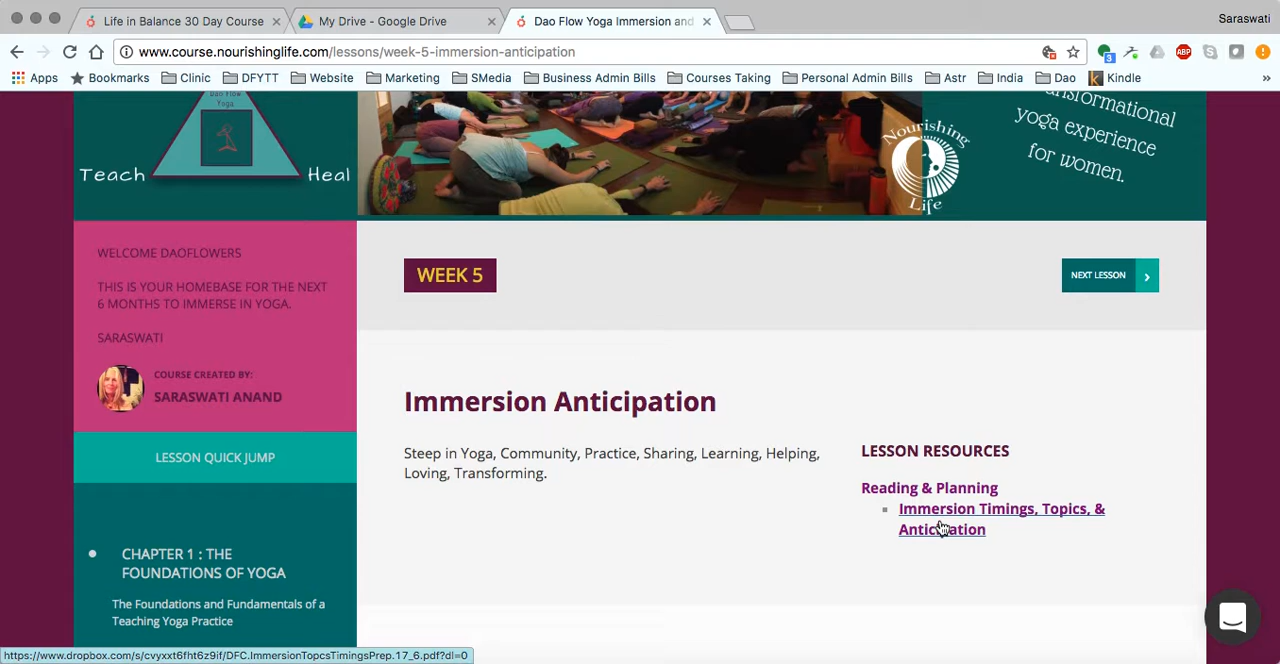 Life in Balance 30 Day Course
My Drive - Google Drive
Dao Flow Yoga Immersion and
Saraswati
www.course.nourishinglife.com/lessons/week-5-immersion-anticipation
3
ABP
Apps
Bookmarks
Clinic
DFYTT
Website
Marketing
SMedia
Business Admin Bills
Courses Taking
Personal Admin Bills
Astr
India
Dao
Kindle
»
Dao Flow
Yoga
Teach
Heal
Nourishing
Life
yoga experience
for women.
WELCOME DAOFLOWERS
THIS IS YOUR HOMEBASE FOR THE NEXT
6 MONTHS TO IMMERSE IN YOGA.
SARASWATI
COURSE CREATED BY:
SARASWATI ANAND
LESSON QUICK JUMP
CHAPTER 1 : THE
FOUNDATIONS OF YOGA
The Foundations and Fundamentals of a
Teaching Yoga Practice
WEEK 5
NEXT LESSON
Immersion Anticipation
Steep in Yoga, Community, Practice, Sharing, Learning, Helping,
Loving, Transforming.
LESSON RESOURCES
Reading & Planning
Immersion Timings, Topics, &
Anticipation
https://www.dropbox.com/s/cvyxxt6fht6z9if/DFC.ImmersionTopcsTimingsPrep.17_6.pdf?dl=0